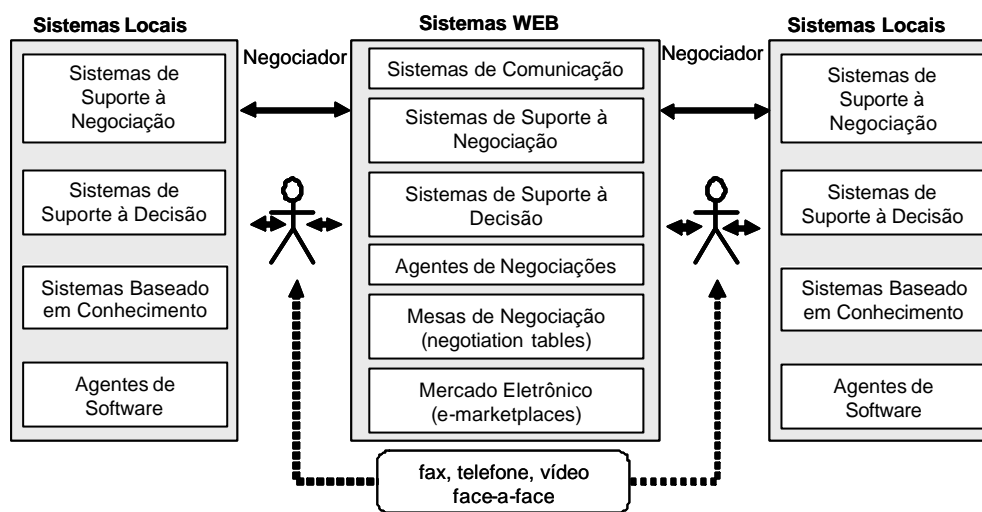 Sistemas Locais
Negociador
Sistemas de
Suporte à
Negociação
Sistemas de
Suporte à Decisão
Sistemas Baseado
em Conhecimento
Agentes de
Software
Sistemas WEB
Sistemas de Comunicação
Sistemas de Suporte à
Negociação
Sistemas de Suporte à
Decisão
Agentes de Negociações
Mesas de Negociação
(negotiation tables)
Mercado Eletrônico
(e-marketplaces)
fax, telefone, vídeo
face-a-face
Negociador
Sistemas Locais
Sistemas de
Suporte à
Negociação
Sistemas de
Suporte à Decisão
Sistemas Baseado
em Conhecimento
Agentes de
Software